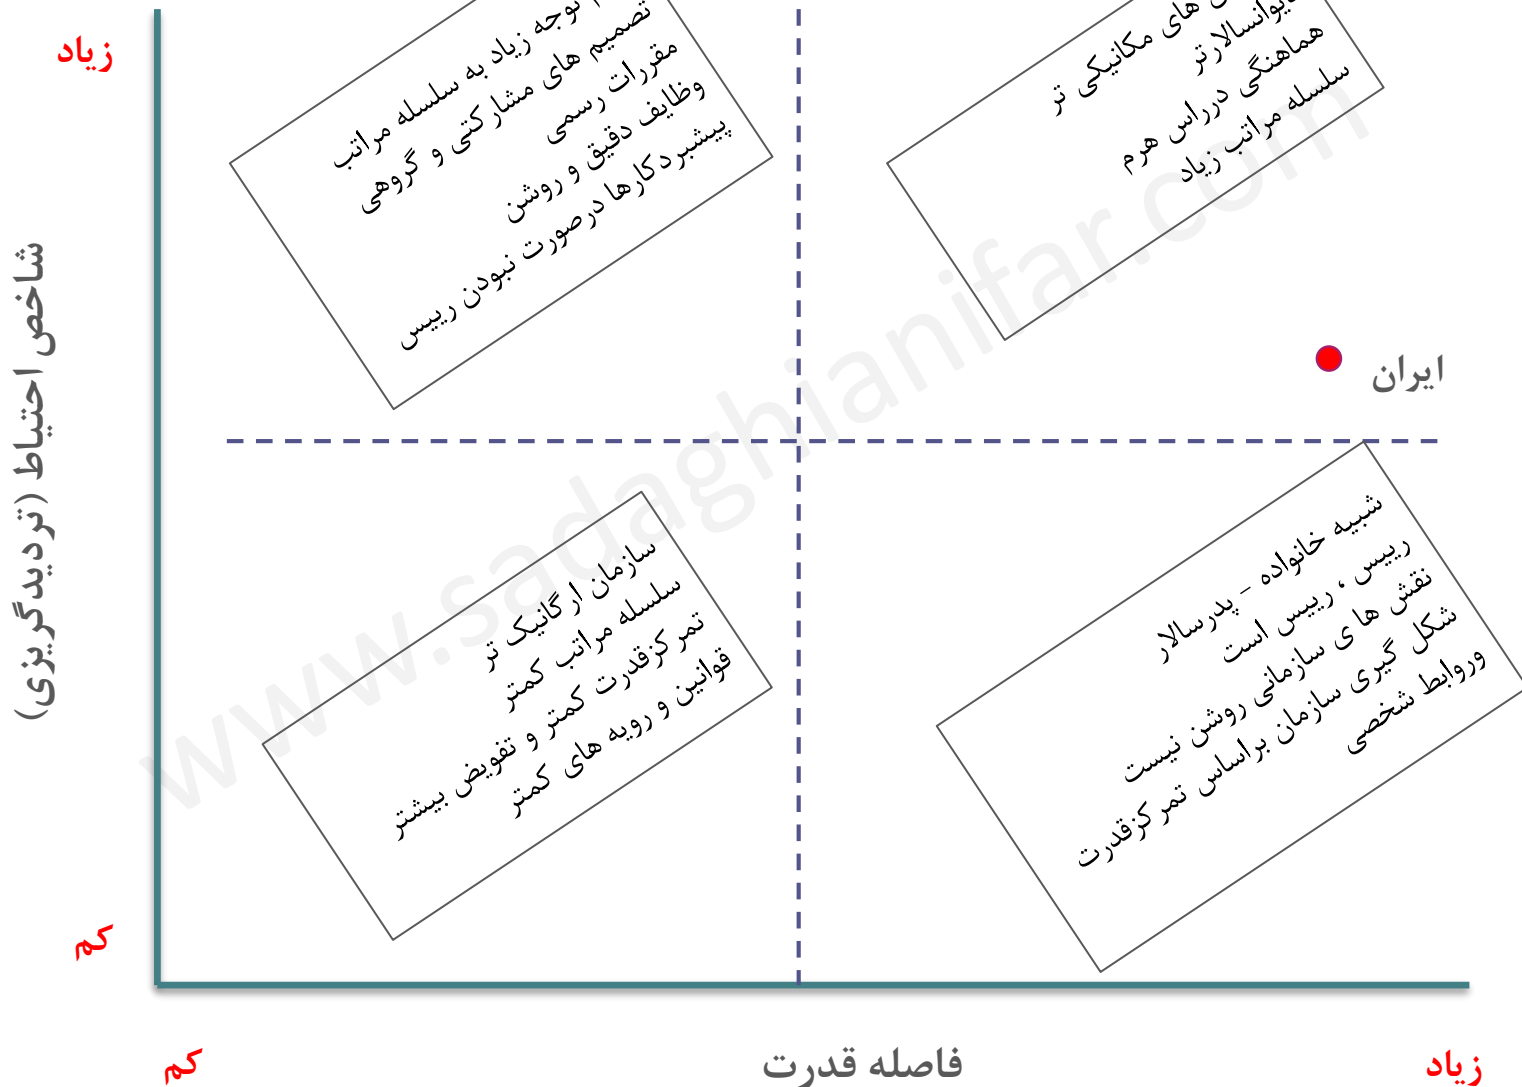 زیاد
توجه زیاد به سلسله مراتب
تصمیم های مشارکتی و گروهی
مقررات رسمی
وظایف دقیق و روشن
پیشبردکارها درصورت نبودن رییس
های مکانیکی تر
هماهنگی درراس هرم
سلسله مراتب زیاد
ایران
شاخص احتیاط (تردیدگریزی)
سازمان ارگانیک تر
سلسله مراتب کمتر
تمرکزقدرت کمتر و تفویض بیشتر
قوانین و رویه های کمتر
شبیه خانواده - پدرسالار
رییس ، رییس است
نقش ها ی سازمانی روشن نیست
شکل گیری سازمان براساس تمرکزقدرت
وروابط شخصی
کم
کم
فاصله قدرت
زیاد
www.sadaghianifar.com